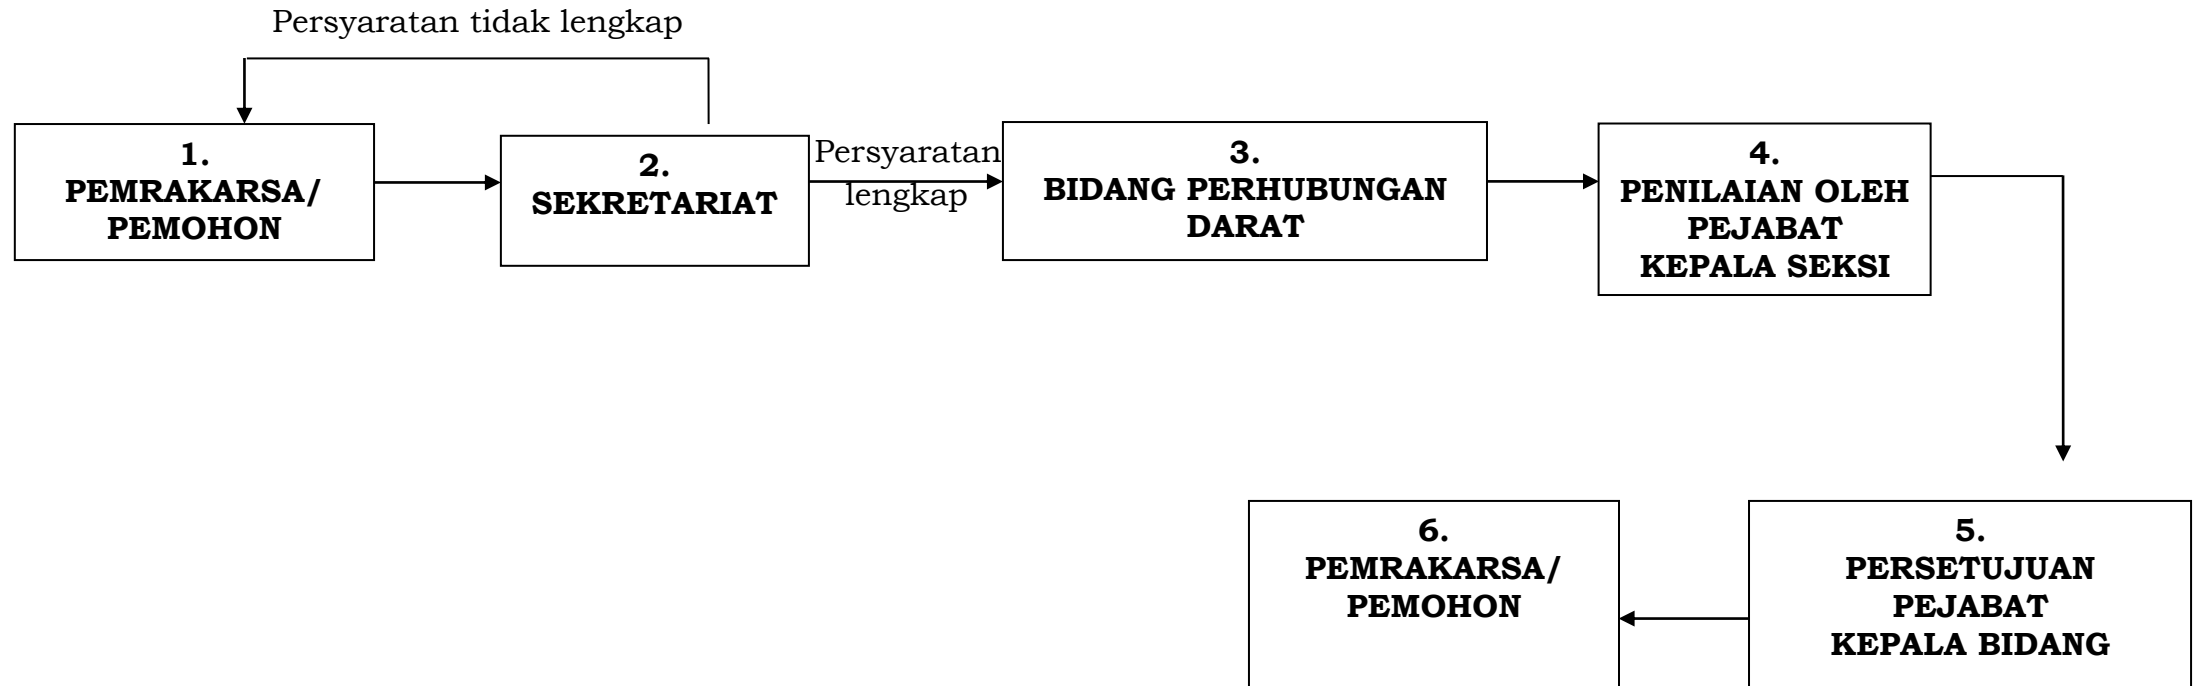 Persyaratan tidak lengkap
1.
PEMRAKARSA/
PEMOHON
2.
SEKRETARIAT
Persyaratan
lengkap
3.
BIDANG PERHUBUNGAN
DARAT
4.
PENILAIAN OLEH
PEJABAT
KEPALA SEKSI
5.
PERSETUJUAN
PEJABAT
KEPALA BIDANG
6.
PEMRAKARSA/
PEMOHON